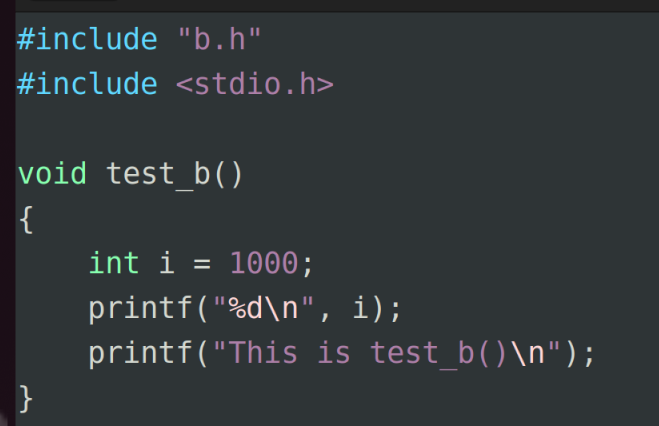 #include "b.h"
#include <stdio.h>
void test_b()
{
    int i = 1000;
    printf("%d\n", i);
    printf("This is test_b()\n");
}